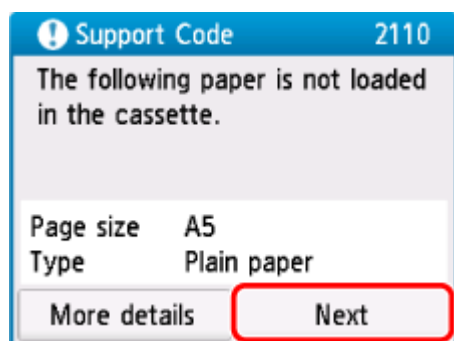 Support Code 2110
The following paper is not loaded
in the cassette.
Page size A5
Type Plain paper
More details Next